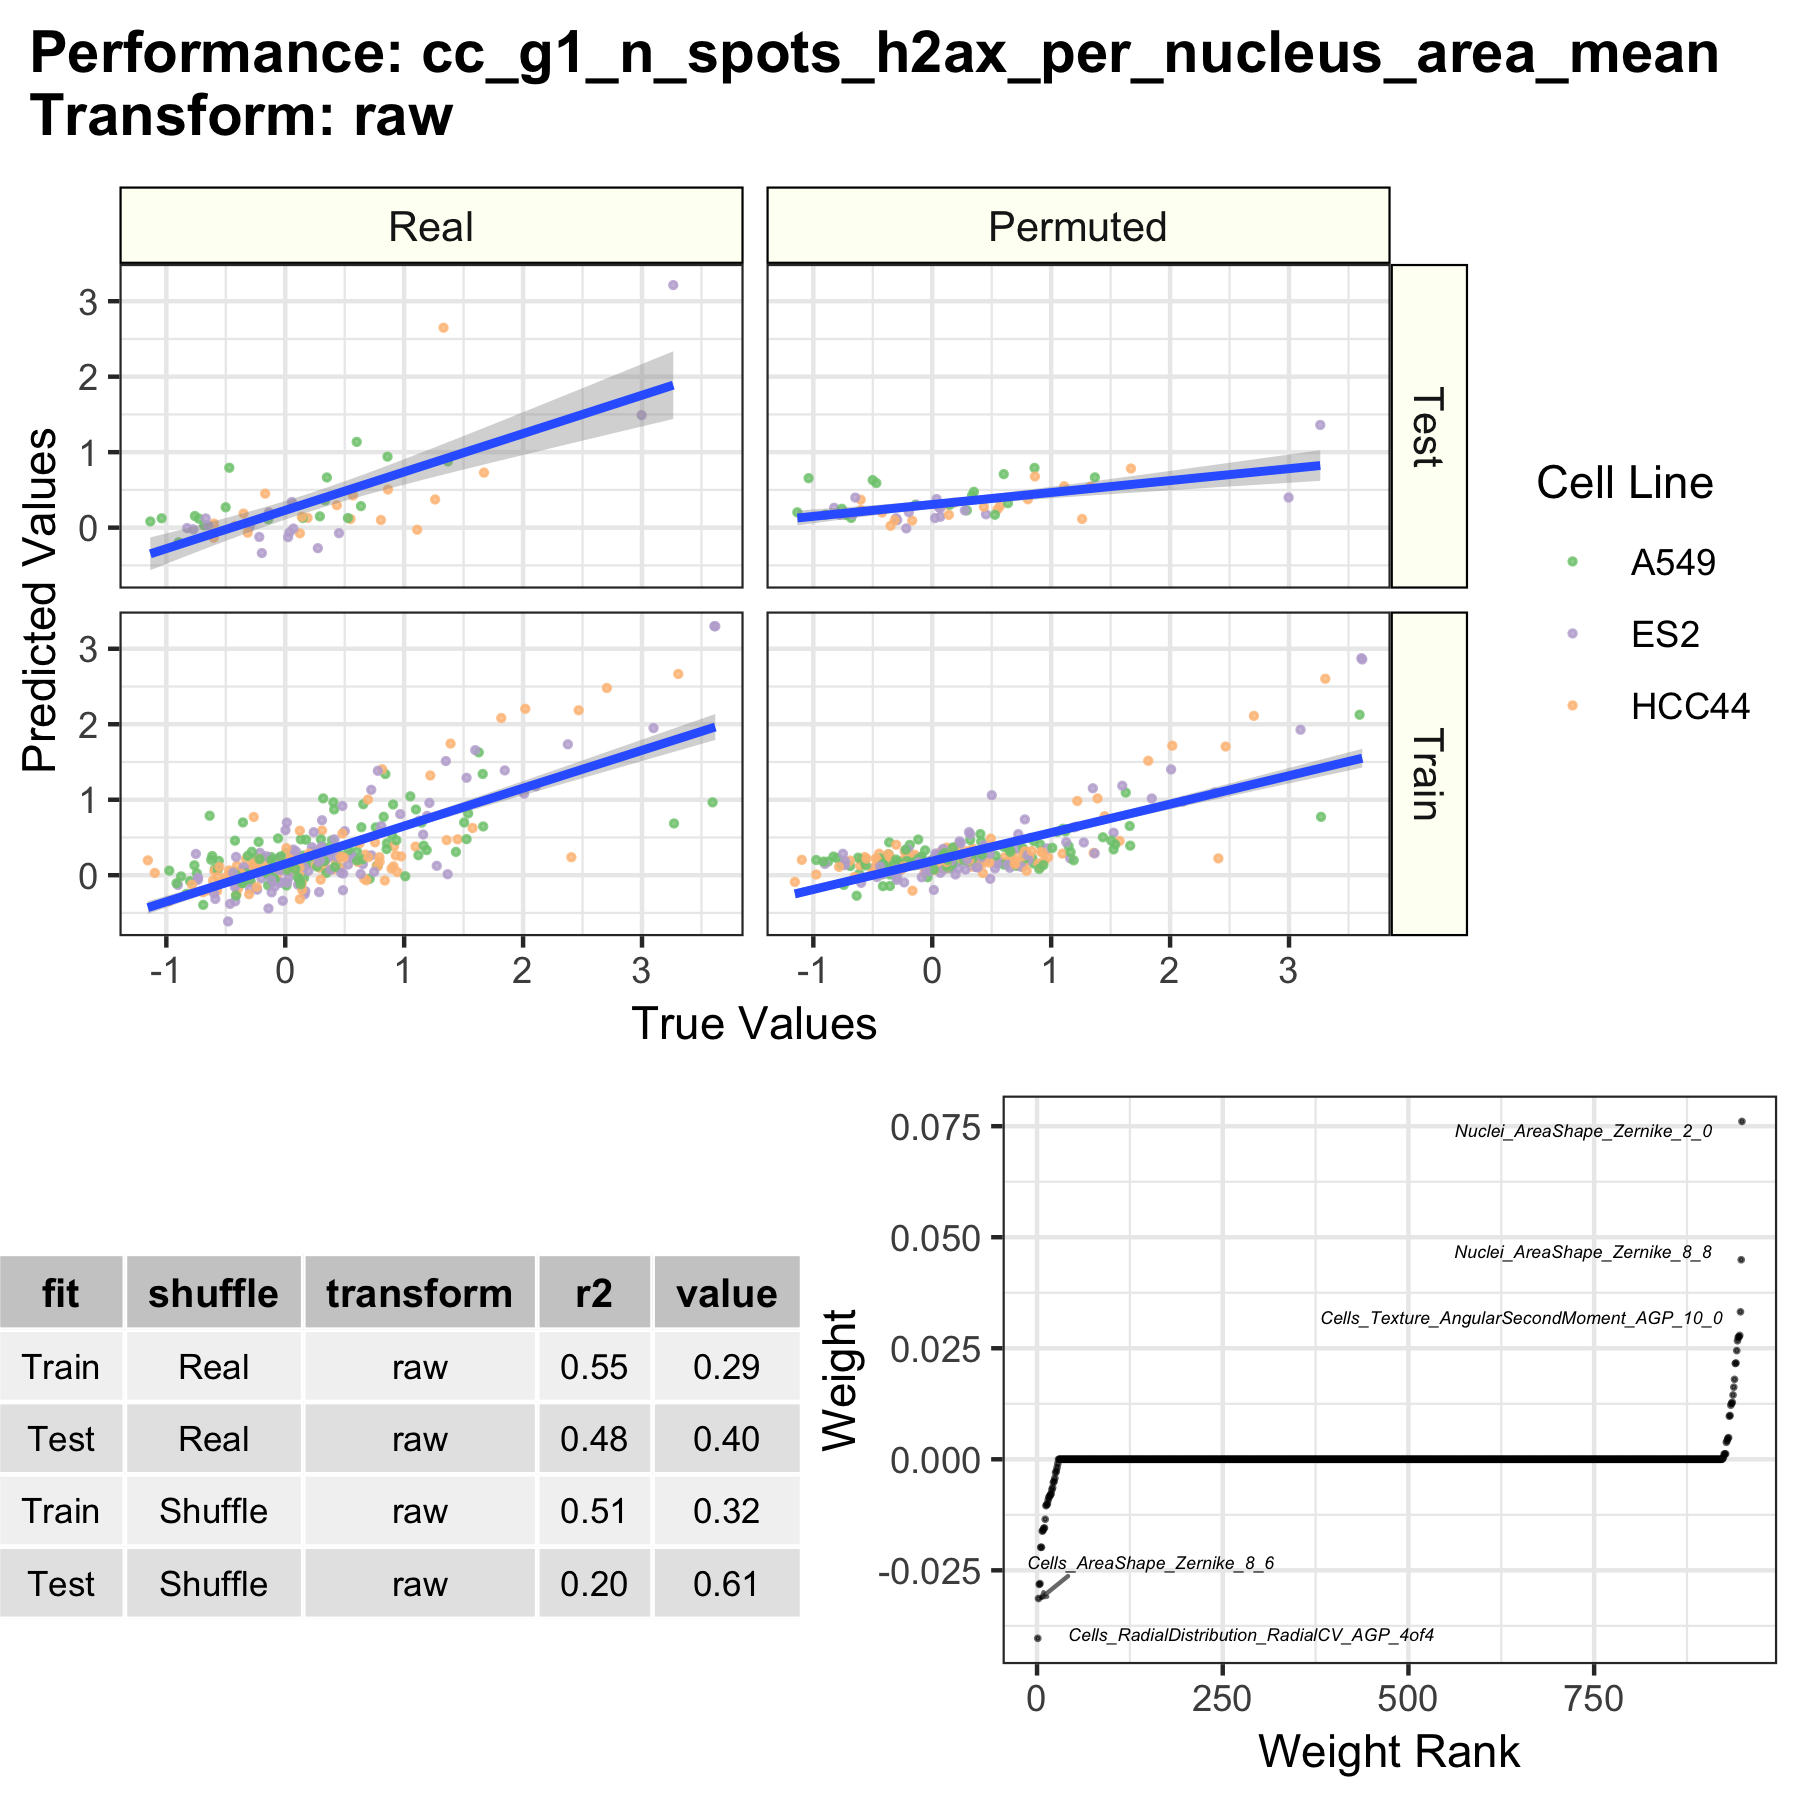 Performance: cc_g1_n_spots_h2ax_per_nucleus_area_mean
Transform: raw
Real
Permuted
Test
Train
3
2
1
0
3
2
1
0
Predicted Values
-1
0
1
2
3
-1
0
1
2
3
True Values
Cell Line
A549
ES2
HCC44
fit shuffle transform r2 value
Train Real raw 0.55 0.29
Test Real raw 0.48 0.40
Train Shuffle raw 0.51 0.32
Test Shuffle raw 0.20 0.61
Weight
0.075
0.050
0.025
0.000
-0.025
Nuclei_AreaShape_Zernike_2_0
Nuclei_AreaShape_Zernike_8_8
Cells_Texture_AngularSecondMoment_AGP_10_0
Cells_AreaShape_Zernike_8_6
Cells_RadialDistribution_RadialCV_AGP_4of4
0
250
500
750
Weight Rank